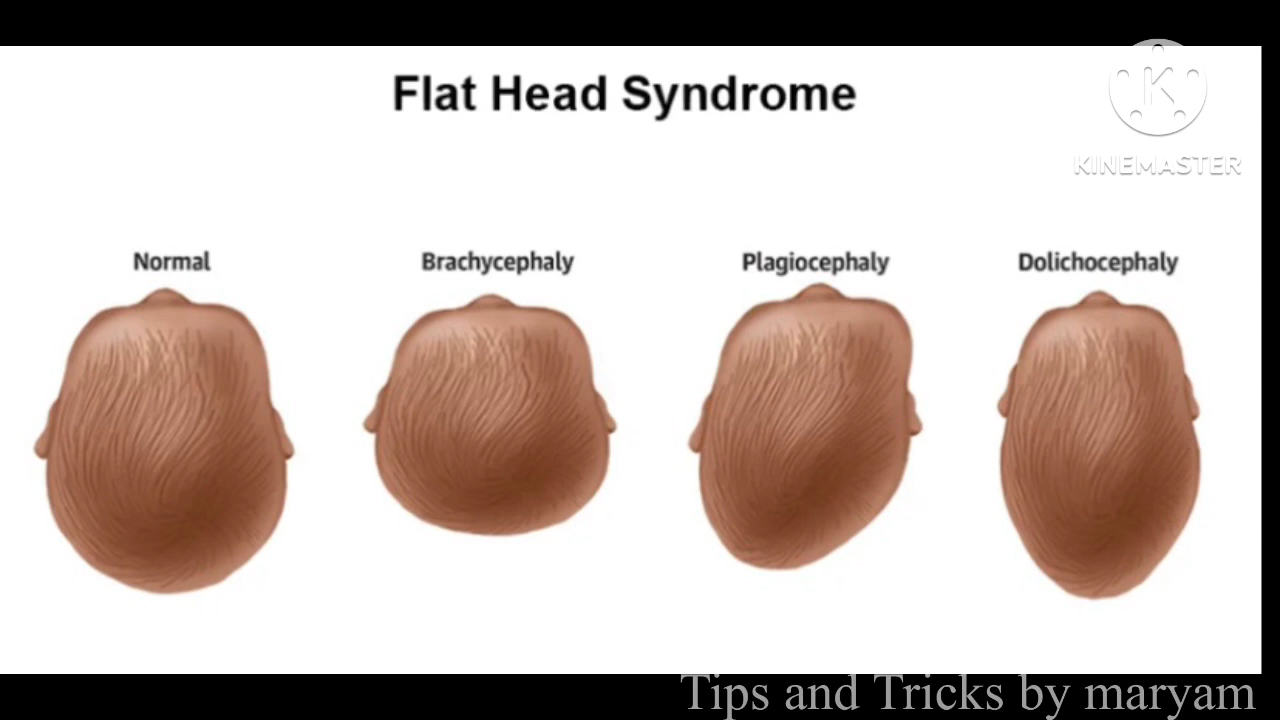 Flat Head Syndrome
K
KINEMASTER
Normal
Brachycephaly
Plagiocephaly
Dolichocephaly
Tips and Tricks by maryam